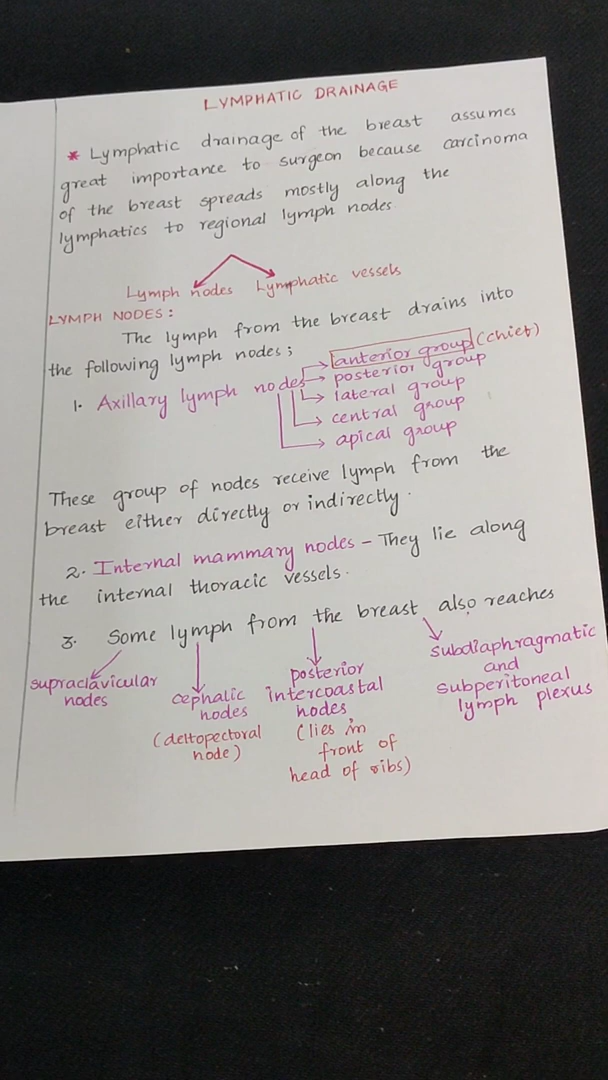 LYMPHATIC DRAINAGE
* Lymphatic drainage of the breast assumes
great importance to surgeon because carcinoma
of the breast spreads mostly along the
lymphatics to regional lymph nodes
Lymph nodes Lymphatic vessels
LYMPH NODES :
The lymph from the breast drains into
the following lymph nodes ;
1. Axillary lymph nodes
anterior group (chief)
posterior group
lateral group
central group
apical group
These group of nodes receive lymph from the
breast either directly or indirectly.
2. Internal mammary nodes - They lie along
the internal thoracic vessels.
3. Some lymph from the breast also reaches
supraclavicular
nodes
cephalic
nodes
(deltopectoral
node)
posterior
intercoastal
nodes
(lies in
front of
head of ribs)
subdiaphragmatic
and
subperitoneal
lymph plexus